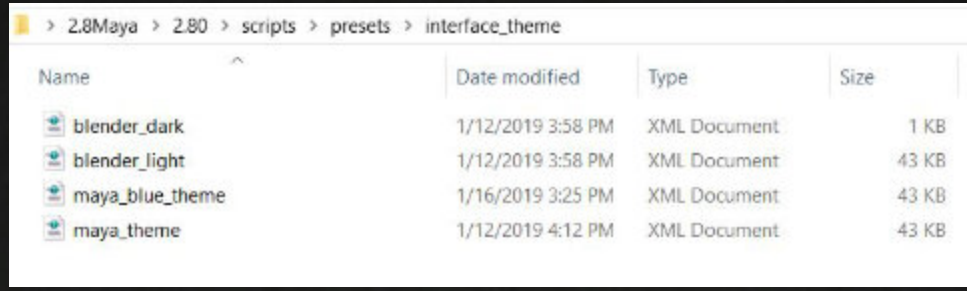 > 2.8Maya > 2.80 > scripts > presets > interface_theme
Name Date modified Type Size
blender_dark 1/12/2019 3:58 PM XML Document 1 KB
blender_light 1/12/2019 3:58 PM XML Document 43 KB
maya_blue_theme 1/16/2019 3:25 PM XML Document 43 KB
maya_theme 1/12/2019 4:12 PM XML Document 43 KB